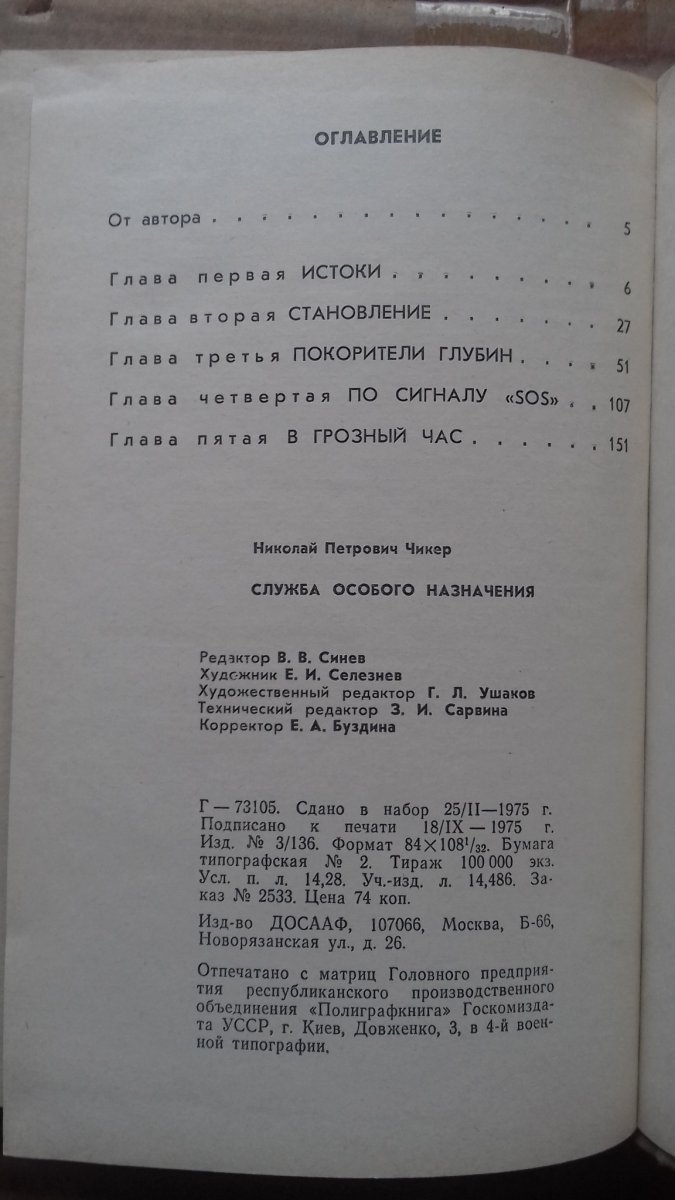 ОГЛАВЛЕНИЕ
От автора . . . . . . . . . . . . . . . . 5
Глава первая ИСТОКИ . . . . . . . . . 6
Глава вторая СТАНОВЛЕНИЕ . . . . . . . 27
Глава третья ПОКОРИТЕЛИ ГЛУБИН . . . . 51
Глава четвертая ПО СИГНАЛУ «SOS» . . 107
Глава пятая В ГРОЗНЫЙ ЧАС . . . . . . 151
Николай Петрович Чикер
СЛУЖБА ОСОБОГО НАЗНАЧЕНИЯ
Редактор В. В. Синев
Художник Е. И. Селезнев
Художественный редактор Г. Л. Ушаков
Технический редактор З. И. Сарвина
Корректор Е. А. Буздина
Г — 73105. Сдано в набор 25/II—1975 г.
Подписано к печати 18/IX — 1975 г.
Изд. № 3/136. Формат 84×108¹/₃₂. Бумага
типографская № 2. Тираж 100 000 экз.
Усл. п. л. 14,28. Уч.-изд. л. 14,486. За-
каз № 2533. Цена 74 коп.
Изд-во ДОСААФ, 107066, Москва, Б-66,
Новорязанская ул., д. 26.
Отпечатано с матриц Головного предприя-
тия республиканского производственного
объединения «Полиграфкнига» Госкомизда-
та УССР, г. Киев, Довженко, 3, в 4-й воен-
ной типографии.